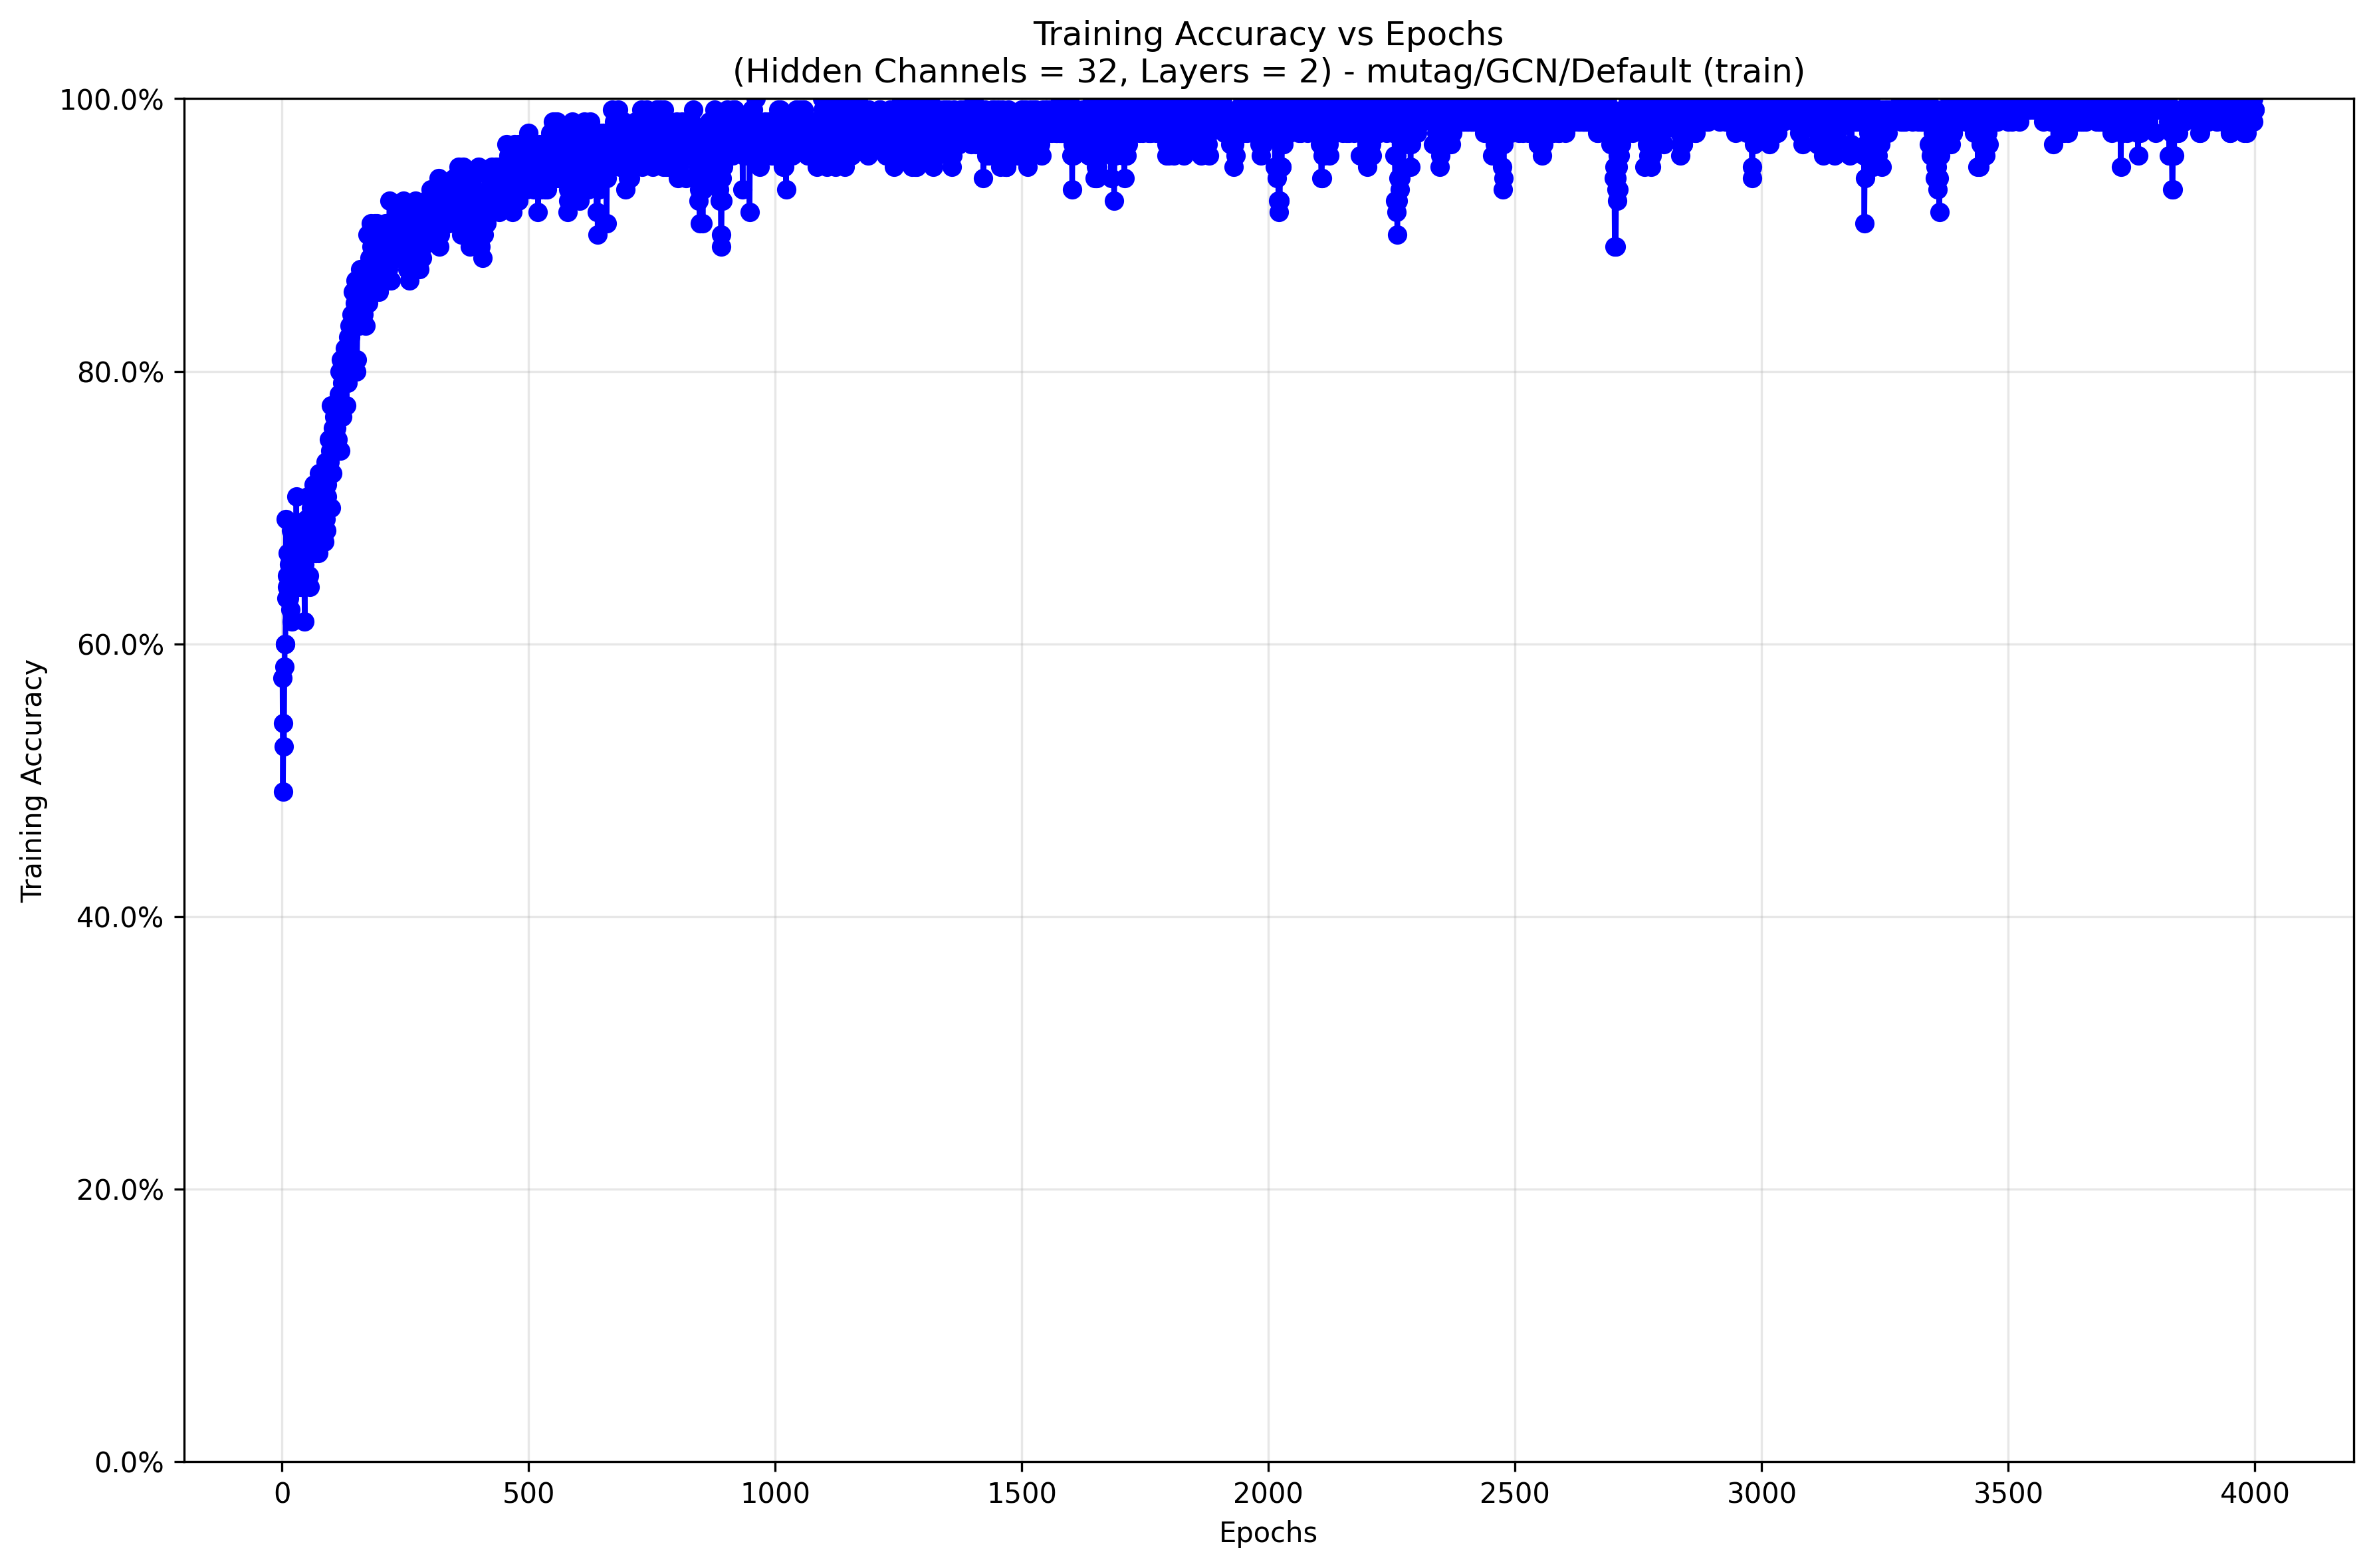 Training Accuracy vs Epochs
(Hidden Channels = 32, Layers = 2) - mutag/GCN/Default (train)
100.0%
80.0%
60.0%
40.0%
20.0%
0.0%
Training Accuracy
0 500 1000 1500 2000 2500 3000 3500 4000
Epochs